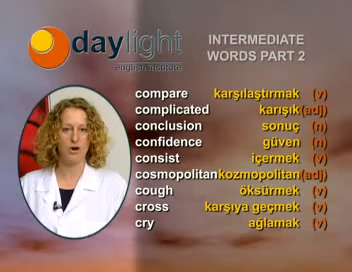 daylight
english institute
INTERMEDIATE
WORDS PART 2
compare karşılaştırmak (v)
complicated karışık (adj)
conclusion sonuç (n)
confidence güven (n)
consist içermek (v)
cosmopolitan kozmopolitan (adj)
cough öksürmek (v)
cross karşıya geçmek (v)
cry ağlamak (v)